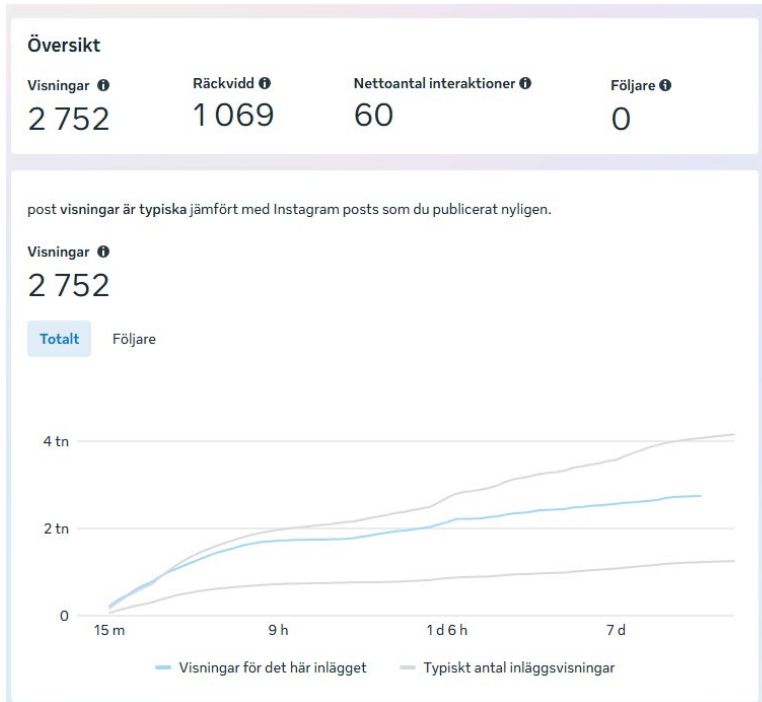 Översikt
Visningar Räckvidd Nettoantal interaktioner Följare
2 752 1 069 60 0
post visningar är typiska jämfört med Instagram posts som du publicerat nyligen.
Visningar
2 752
Totalt Följare
4 tn
2 tn
0
15 m 9 h 1 d 6 h 7 d
Visningar för det här inlägget Typiskt antal inläggsvisningar